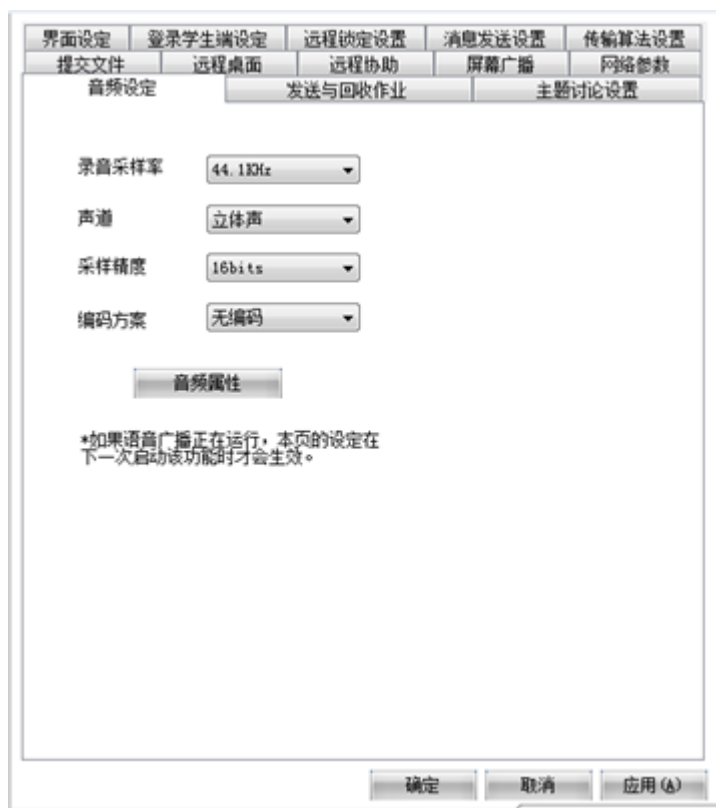 界面设定 登录学生端设定 远程锁定设置 消息发送设置 传输算法设置
提交文件 远程桌面 远程协助 屏幕广播 网络参数
音频设定 发送与回收作业 主题讨论设置
录音采样率 44.1KHz
声道 立体声
采样精度 16bits
编码方案 无编码
音频属性
*如果语音广播正在运行，本页的设定在
下一次启动该功能时才会生效。
确定 取消 应用(A)